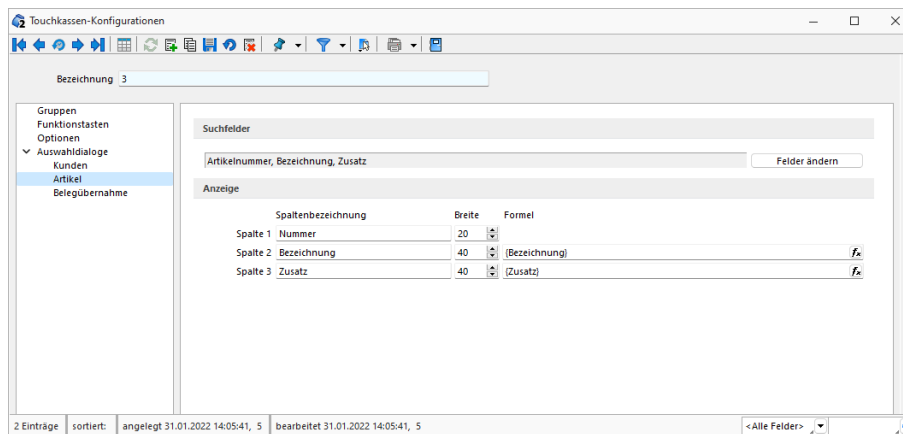 Touchkassen-Konfigurationen
Bezeichnung 3
Gruppen
Funktionstasten
Optionen
Auswahldialoge
Kunden
Artikel
Belegübernahme
Suchfelder
Artikelnummer, Bezeichnung, Zusatz Felder ändern
Anzeige
Spaltenbezeichnung Breite Formel
Spalte 1 Nummer 20
Spalte 2 Bezeichnung 40 {Bezeichnung} fx
Spalte 3 Zusatz 40 {Zusatz} fx
2 Einträge sortiert: angelegt 31.01.2022 14:05:41, 5 bearbeitet 31.01.2022 14:05:41, 5 <Alle Felder>